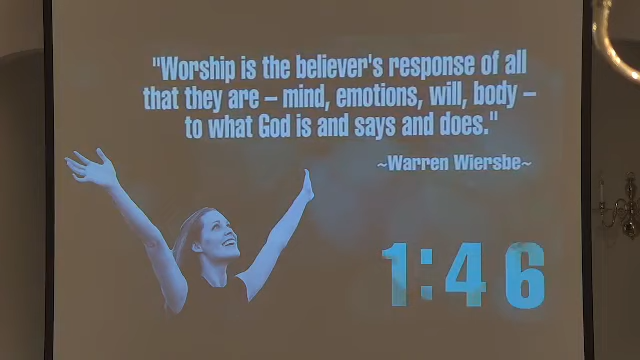 "Worship is the believer's response of all
that they are – mind, emotions, will, body –
to what God is and says and does."
~Warren Wiersbe~
1:46